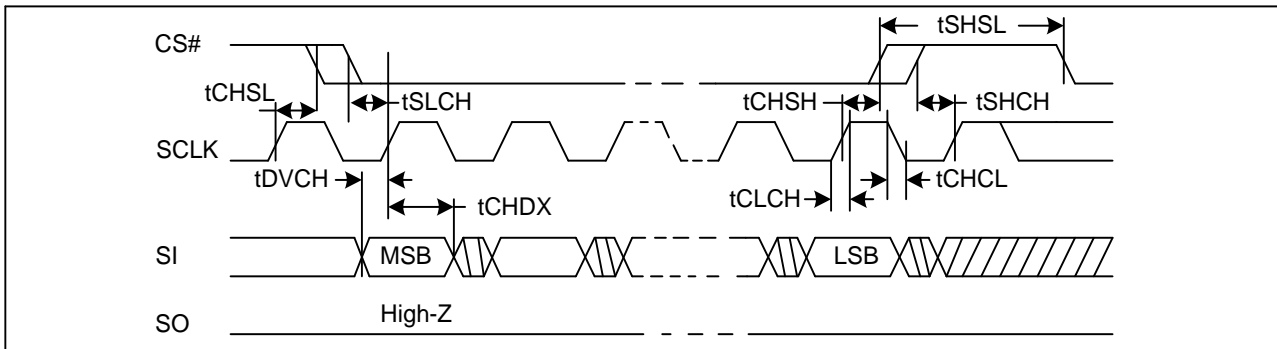 tSHSL
CS#
tCHSL
tSLCH
tCHSH
tSHCH
SCLK
tDVCH
tCHDX
tCLCH
tCHCL
SI
MSB
LSB
SO
High-Z